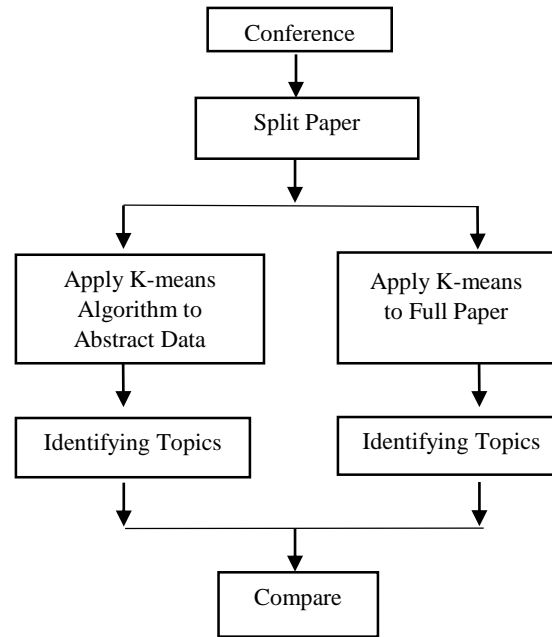 Conference
Split Paper
Apply K-means
Algorithm to
Abstract Data
Apply K-means
to Full Paper
Identifying Topics
Identifying Topics
Compare